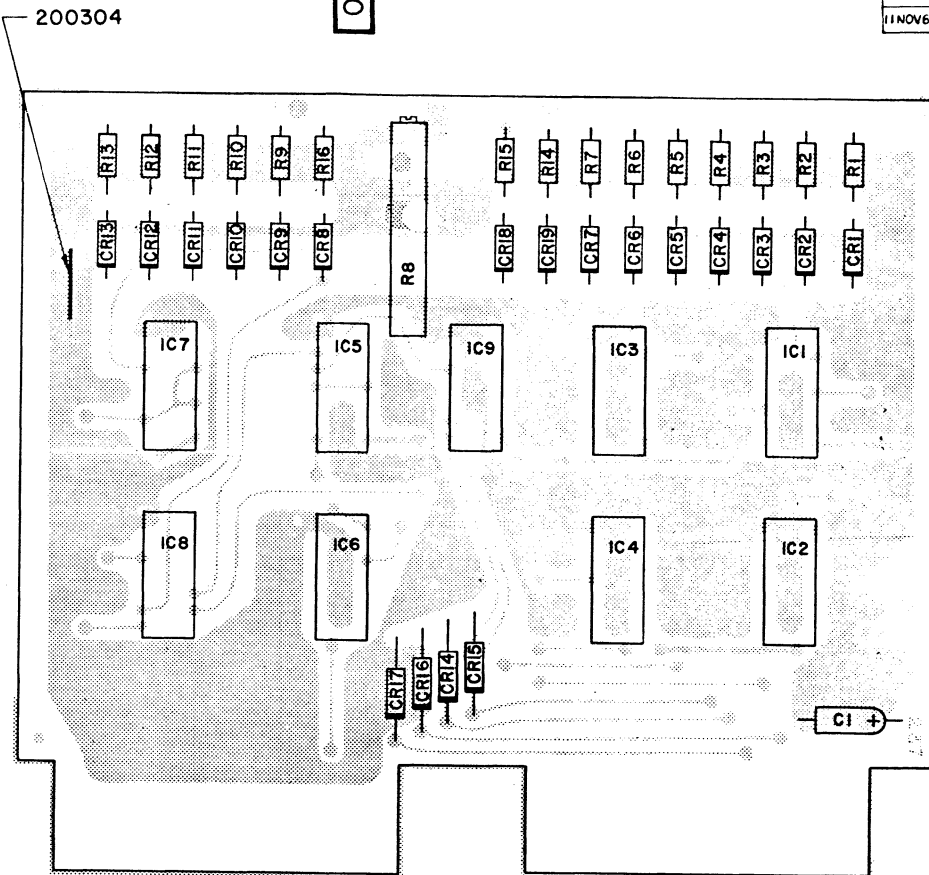 200304
O
11NOV6
R13 R12 R11 R10 R9 R16 R15 R14 R7 R6 R5 R4 R3 R2 R1
CR13 CR12 CR11 CR10 CR9 CR8 R8 CR18 CR19 CR7 CR6 CR5 CR4 CR3 CR2 CR1
IC7 IC5 IC9 IC3 IC1
IC8 IC6 IC4 IC2
CR17 CR16 CR14 CR15
C1 +